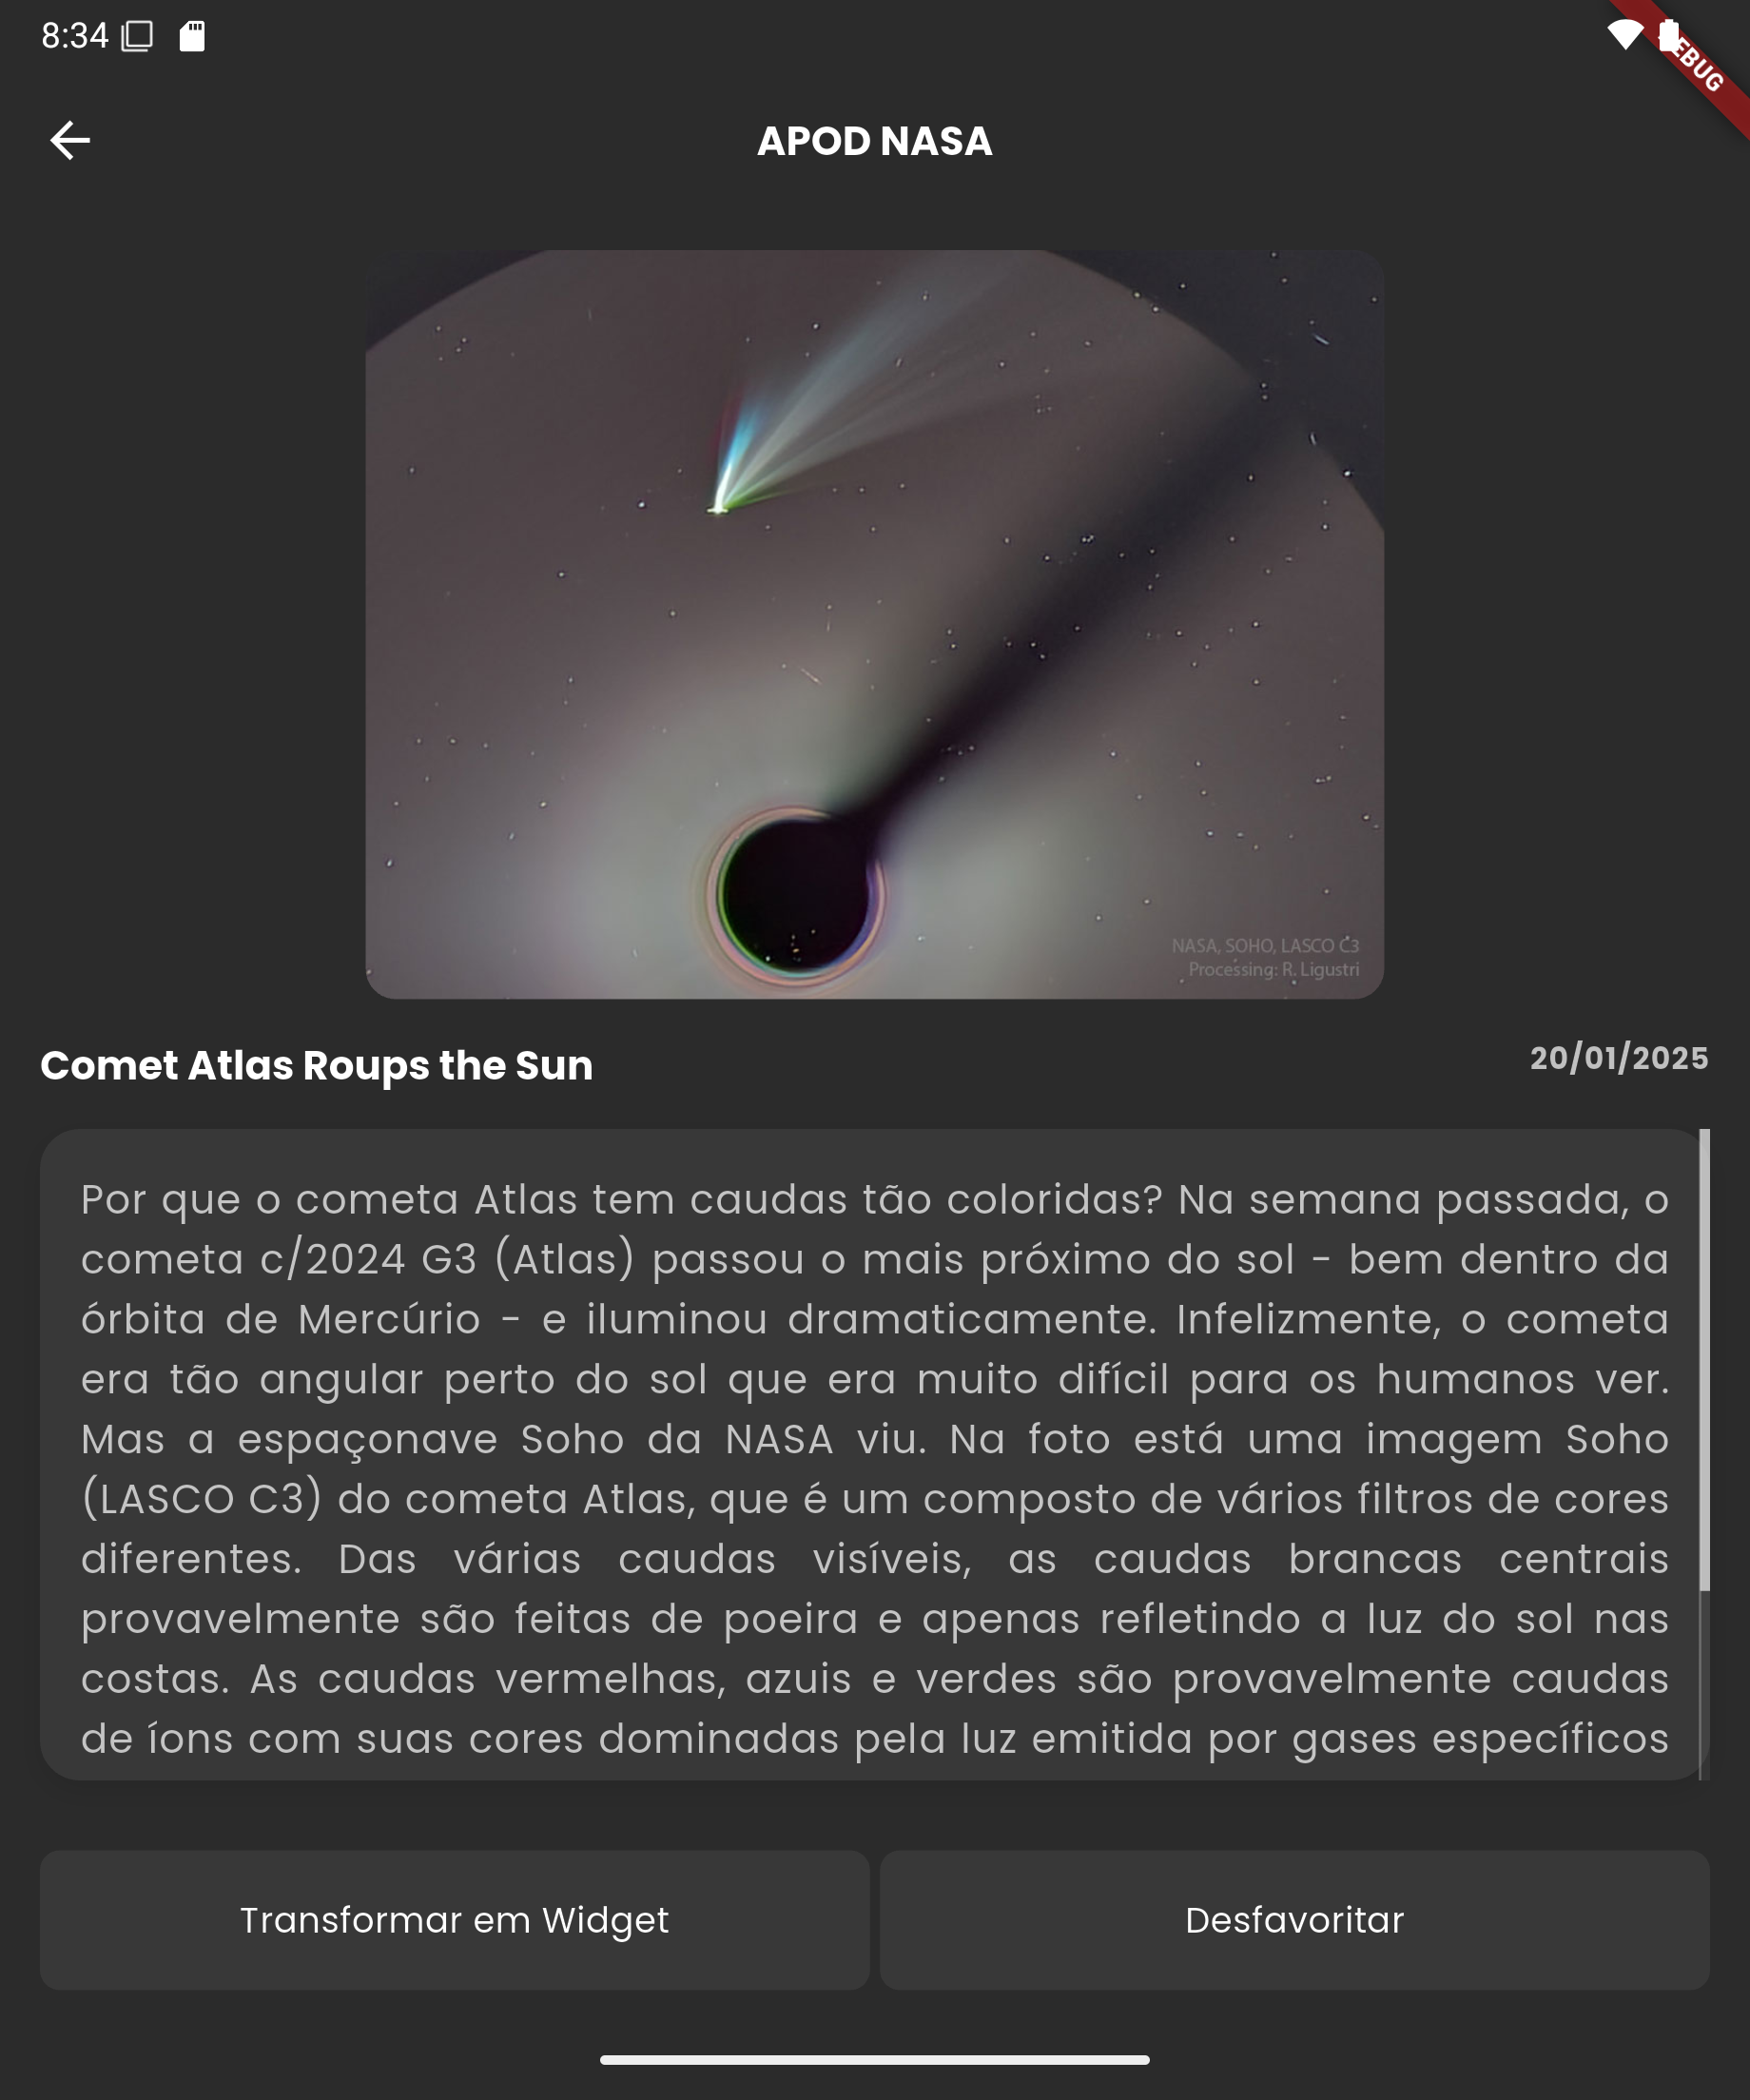 8:34
EBUG
APOD NASA
NASA, SOHO, LASCO C3
Processing: R. Ligustri
Comet Atlas Roups the Sun
20/01/2025
Por que o cometa Atlas tem caudas tão coloridas? Na semana passada, o
cometa c/2024 G3 (Atlas) passou o mais próximo do sol - bem dentro da
órbita de Mercúrio - e iluminou dramaticamente. Infelizmente, o cometa
era tão angular perto do sol que era muito difícil para os humanos ver.
Mas a espaçonave Soho da NASA viu. Na foto está uma imagem Soho
(LASCO C3) do cometa Atlas, que é um composto de vários filtros de cores
diferentes. Das várias caudas visíveis, as caudas brancas centrais
provavelmente são feitas de poeira e apenas refletindo a luz do sol nas
costas. As caudas vermelhas, azuis e verdes são provavelmente caudas
de íons com suas cores dominadas pela luz emitida por gases específicos
Transformar em Widget
Desfavoritar